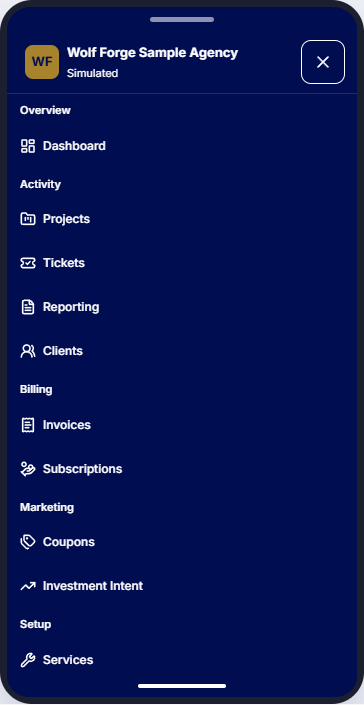 WF
Wolf Forge Sample Agency
Simulated
Overview
Dashboard
Activity
Projects
Tickets
Reporting
Clients
Billing
Invoices
Subscriptions
Marketing
Coupons
Investment Intent
Setup
Services